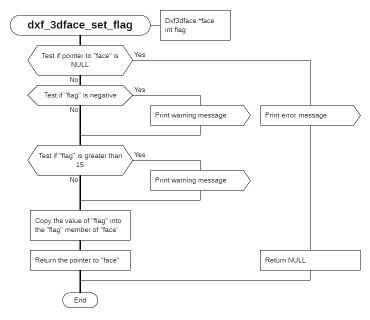 dxf_3dface_set_flag
Dxf3dface *face
int flag
Test if pointer to "face" is
NULL
Yes
No
Test if "flag" is negative
Yes
No
Print warning message
Print error message
Test if "flag" is greater than
15
Yes
No
Print warning message
Copy the value of "flag" into
the "flag" member of "face'
Return the pointer to "face"
Return NULL
End